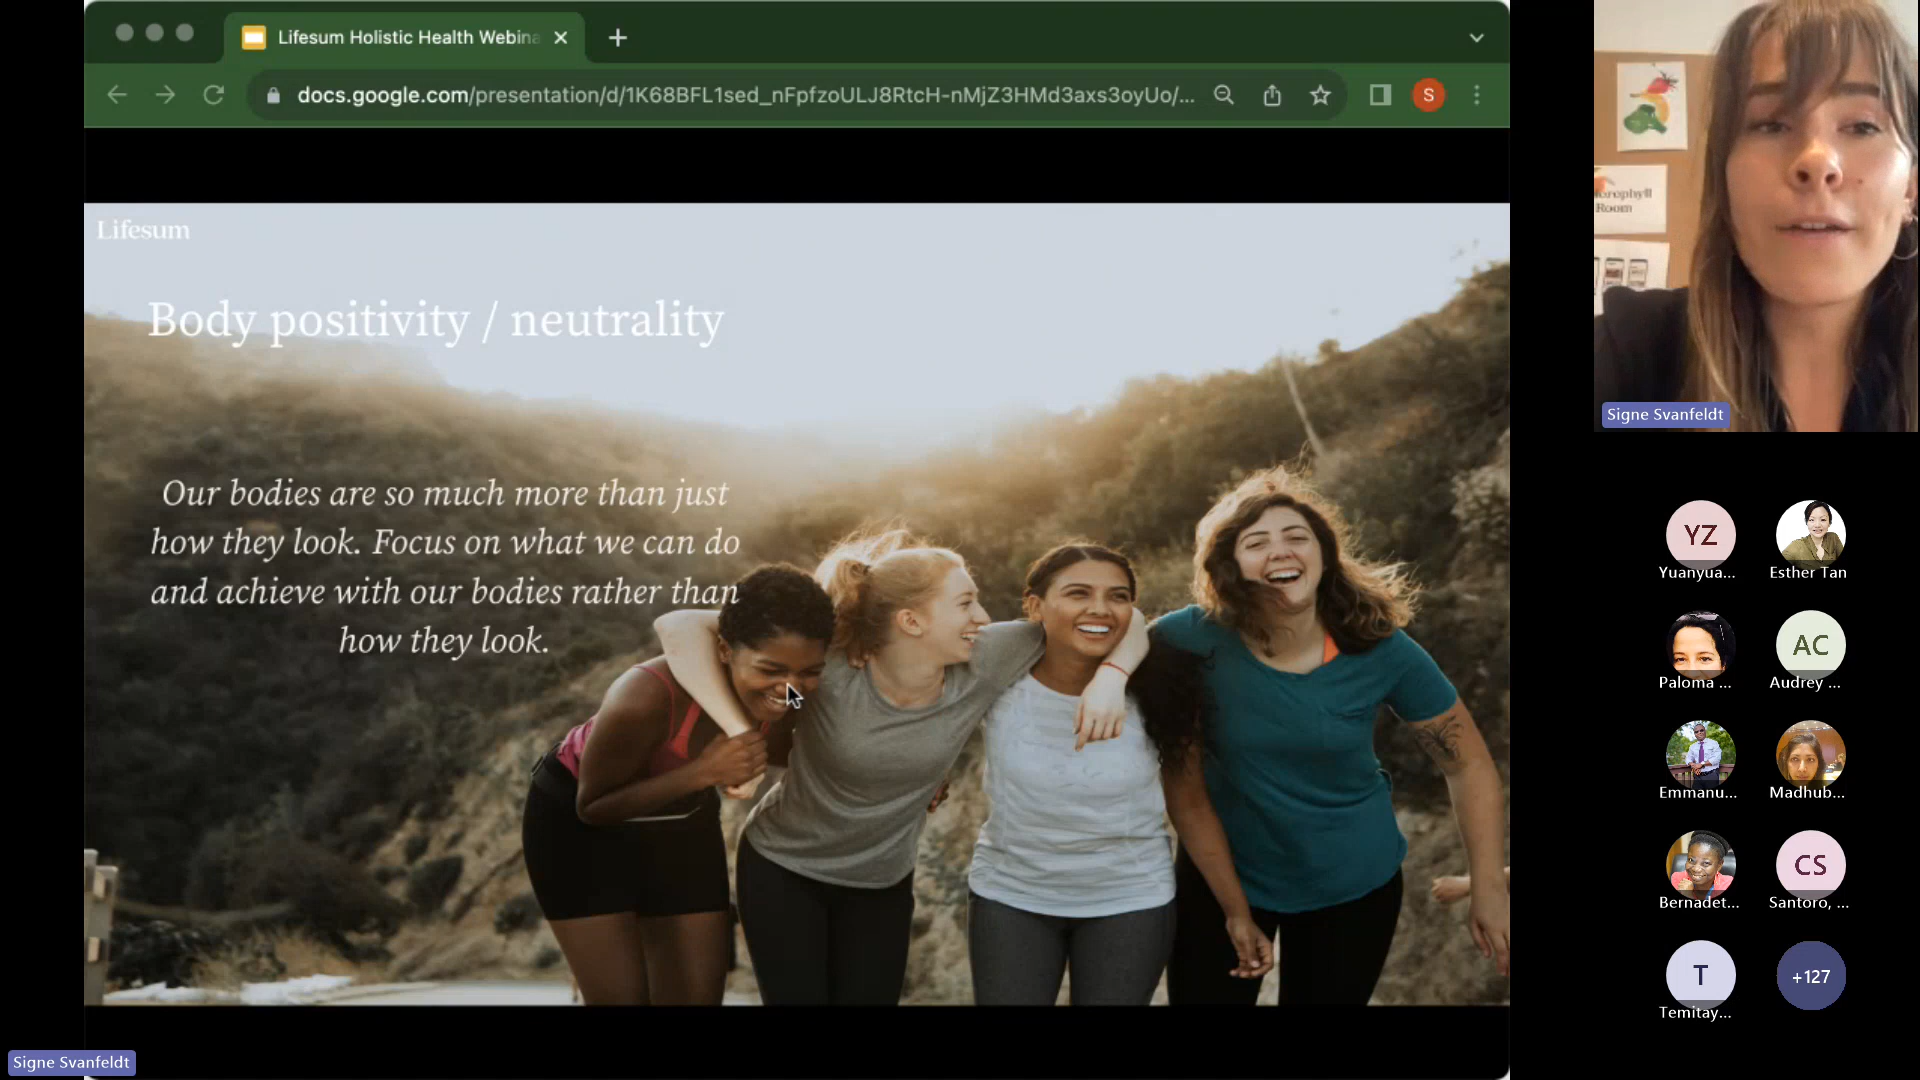 Lifesum Holistic Health Webina
docs.google.com/presentation/d/1K68BFL1sed_nFpfzoULJ8RtcH-nMjZ3HMd3axs3oyUo/...
S
Lifesum
Body positivity / neutrality
Our bodies are so much more than just
how they look. Focus on what we can do
and achieve with our bodies rather than
how they look.
Signe Svanfeldt
Room
Signe Svanfeldt
YZ
Yuanyua...
Esther Tan
Paloma ...
AC
Audrey ...
Emmanu...
Madhub...
Bernadet...
CS
Santoro, ...
T
Temitay...
+127